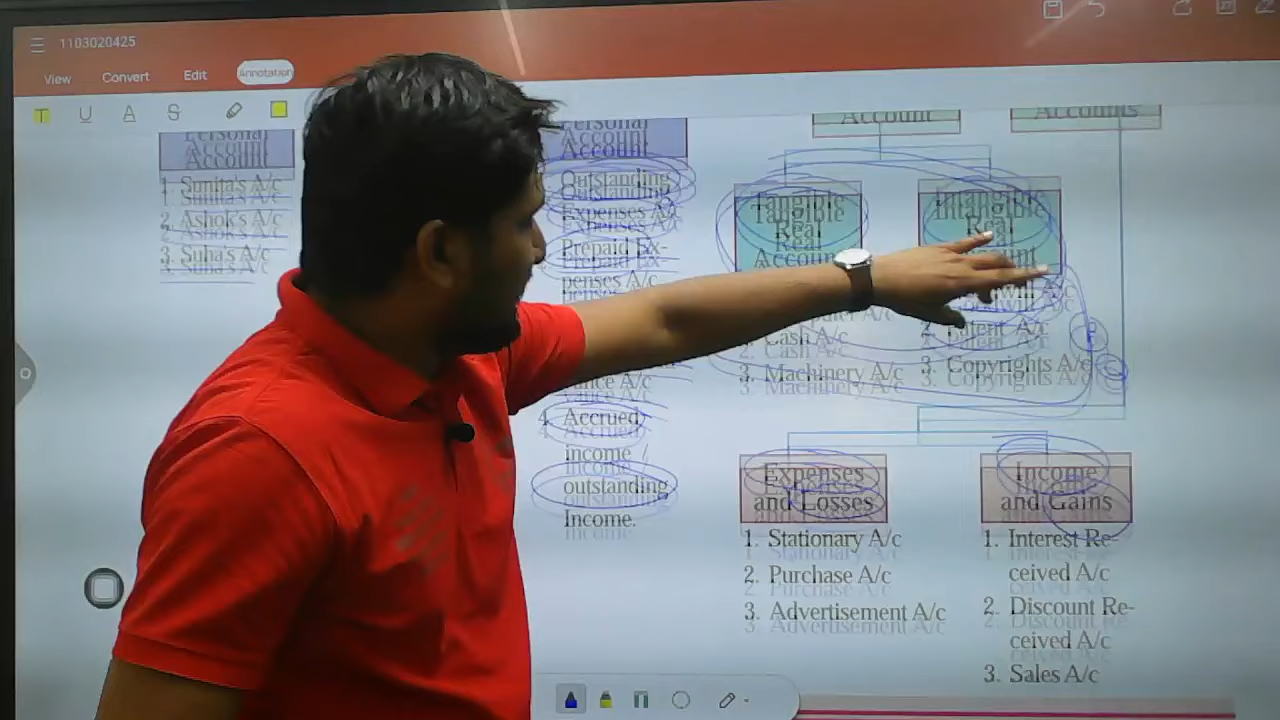 1103020425
View Convert Edit Annotation
T U A S
Personal
Account
1. Sunita's A/c
2. Ashok's A/c
3. Suha's A/c
Personal
Account
Outstanding
Expenses A/c
Prepaid Ex-
penses A/c
vance A/c
4. Accrued
income /
outstanding
Income.
Account
Accounts
Tangible
Real
Account
Cash A/c
3. Machinery A/c
Intangible
Real
2. Patent A/c
3. Copyrights A/c
Expenses
and Losses
1. Stationary A/c
2. Purchase A/c
3. Advertisement A/c
Income
and Gains
1. Interest Re-
ceived A/c
2. Discount Re-
ceived A/c
3. Sales A/c